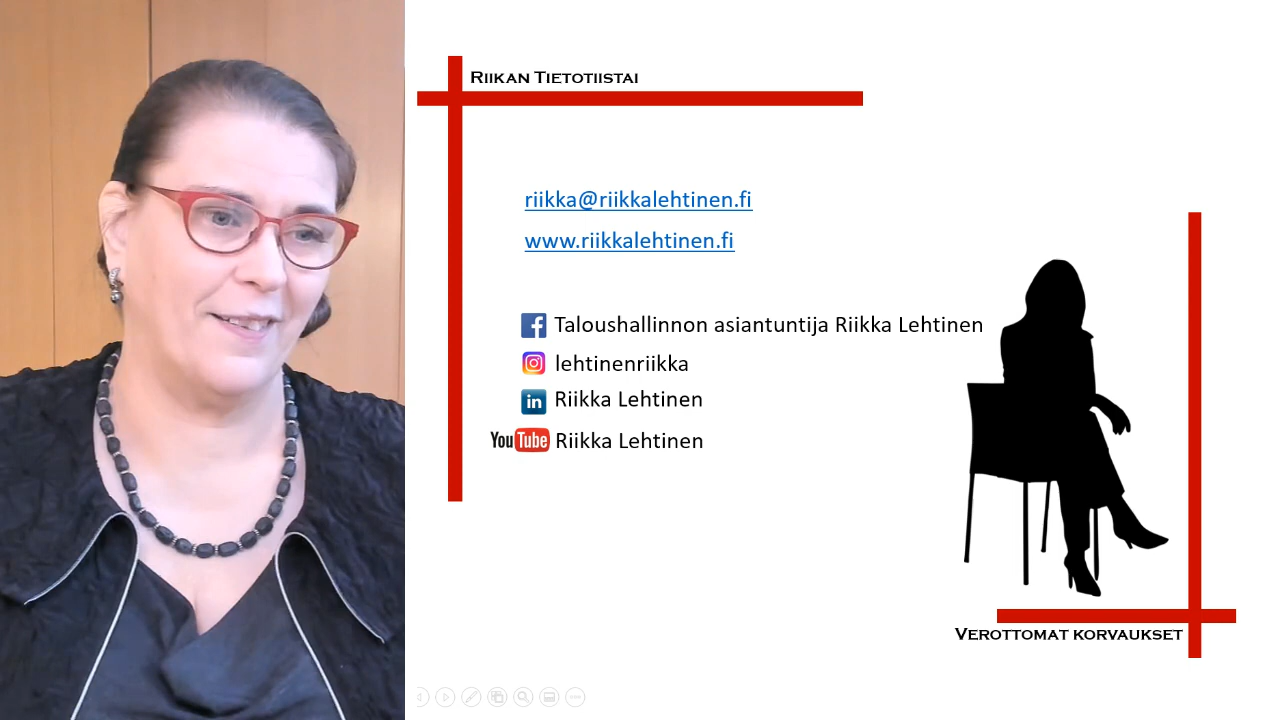 RIIKAN TIETOTIISTAI
riikka@riikkalehtinen.fi
www.riikkalehtinen.fi
Taloushallinnon asiantuntija Riikka Lehtinen
lehtinenriikka
in Riikka Lehtinen
YouTube Riikka Lehtinen
VEROTTOMAT KORVAUKSET